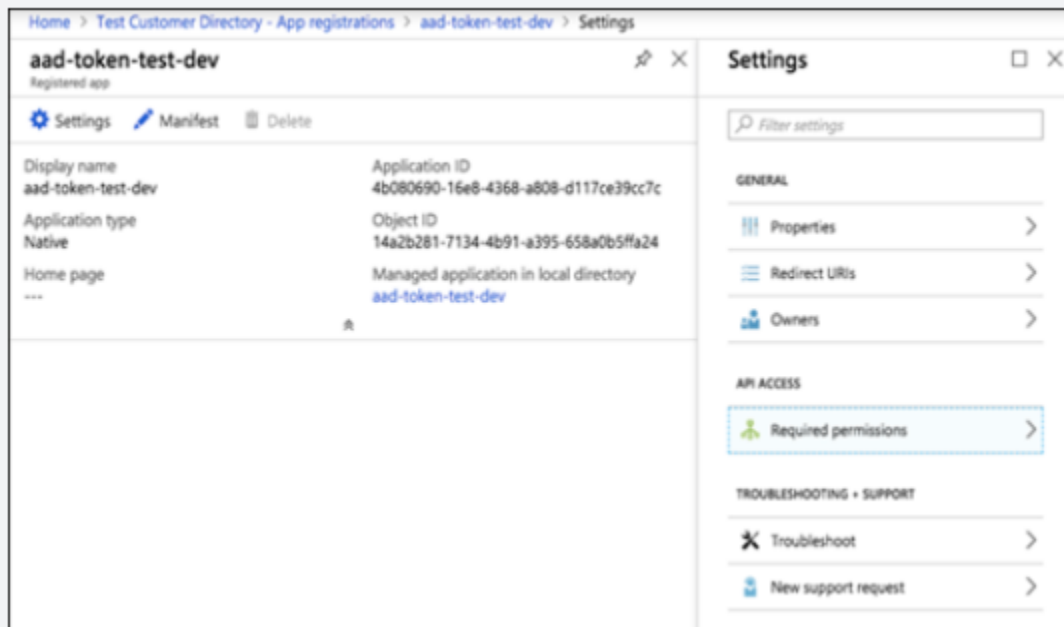 Home > Test Customer Directory - App registrations > aad-token-test-dev > Settings
aad-token-test-dev
Registered app
Settings Manifest Delete
Display name
aad-token-test-dev
Application type
Native
Home page
---
Application ID
4b080690-16e8-4368-a808-d117ce39cc7c
Object ID
14a2b281-7134-4b91-a395-658a0b5ffa24
Managed application in local directory
aad-token-test-dev
Settings
Filter settings
GENERAL
Properties
Redirect URIs
Owners
API ACCESS
Required permissions
TROUBLESHOOTING + SUPPORT
Troubleshoot
New support request